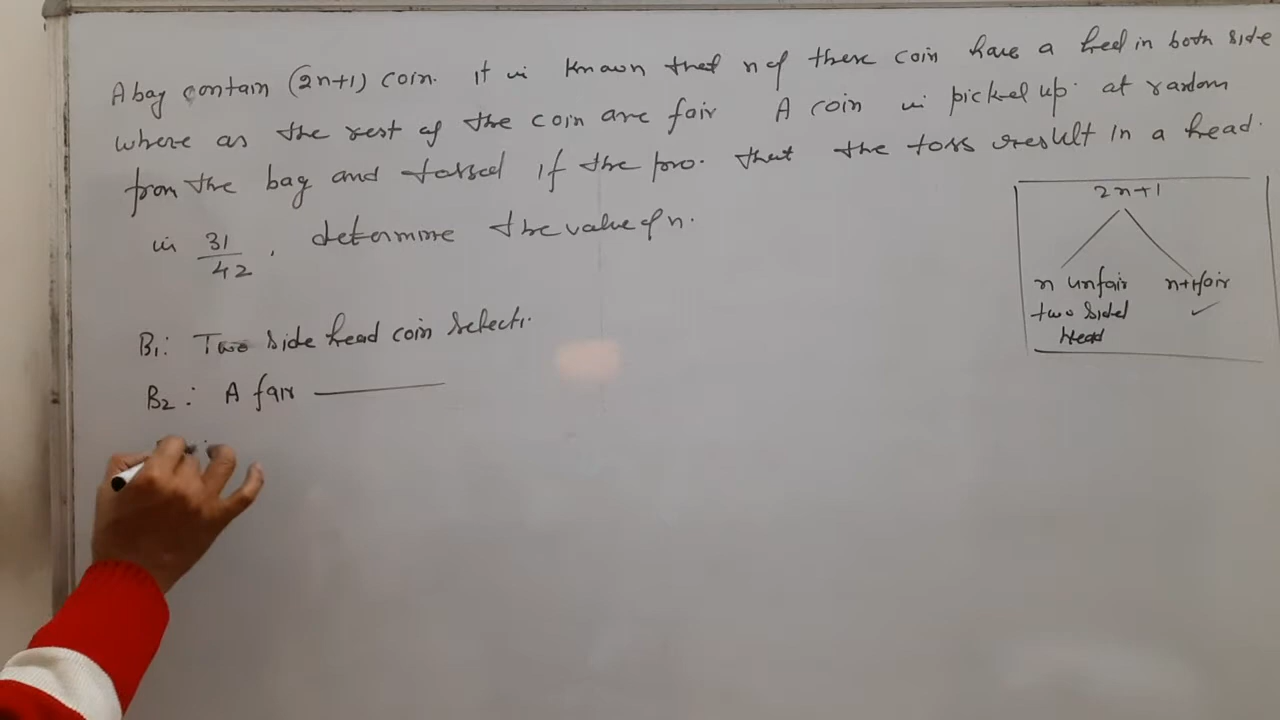 A bag contain (2n+1) coin. it is known that n of these coin have a head in both side
where as the rest of the coin are fair A coin is picked up at random
from the bag and tossed if the pro. that the toss result in a head.
is 31/42, determine the value of n.
2n+1
n unfair n+1 fair
two sided
Head
B1: Two side head coin select.
B2: A fair